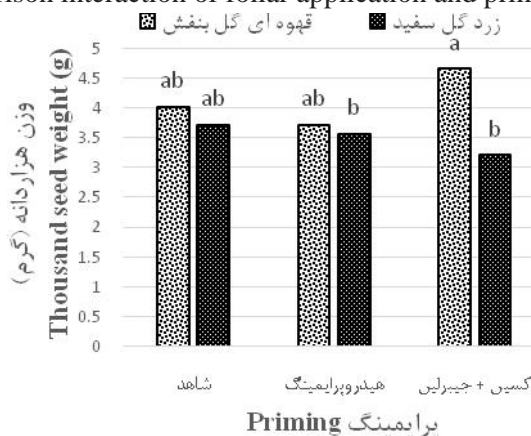 interaction of foliar application and
قهوه ای گل بنفش زرد گل سفید
وزن هزاردانه (گرم)
Thousand seed weight (g)
5
4.5
4
3.5
3
2.5
2
1.5
1
0.5
0
ab ab ab b a b
شاهد هیدروپرایمینگ کسین + جیبرلین
پرایمینگ Priming